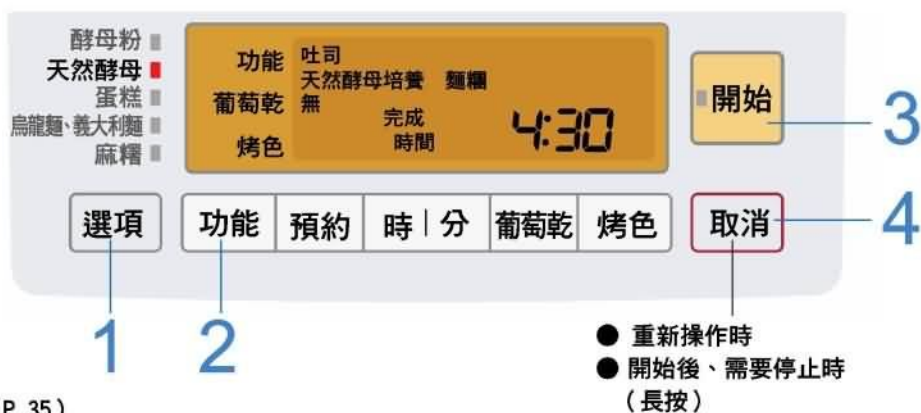 酵母粉
天然酵母
蛋糕
烏龍麵、義大利麵
麻糬
功能 吐司
天然酵母培養 麵糰
葡萄乾 無
完成
時間
4:30
烤色
開始
3
選項
功能
預約
時|分
葡萄乾
烤色
取消
4
1
2
● 重新操作時
● 開始後、需要停止時
(長按)
P.35)